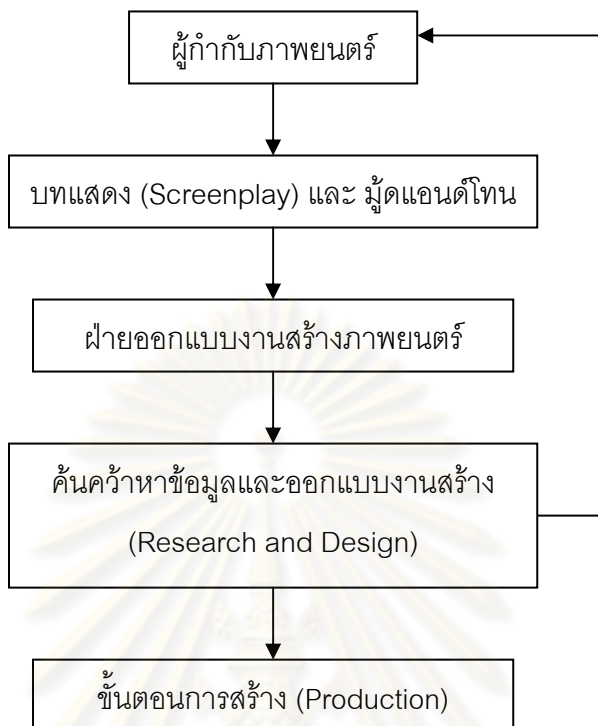 ผู้กำกับภาพยนตร์
บทแสดง (Screenplay) และ มู้ดแอนด์โทน
ฝ่ายออกแบบงานสร้างภาพยนตร์
ค้นคว้าหาข้อมูลและออกแบบงานสร้าง
(Research and Design)
ขั้นตอนการสร้าง (Production)